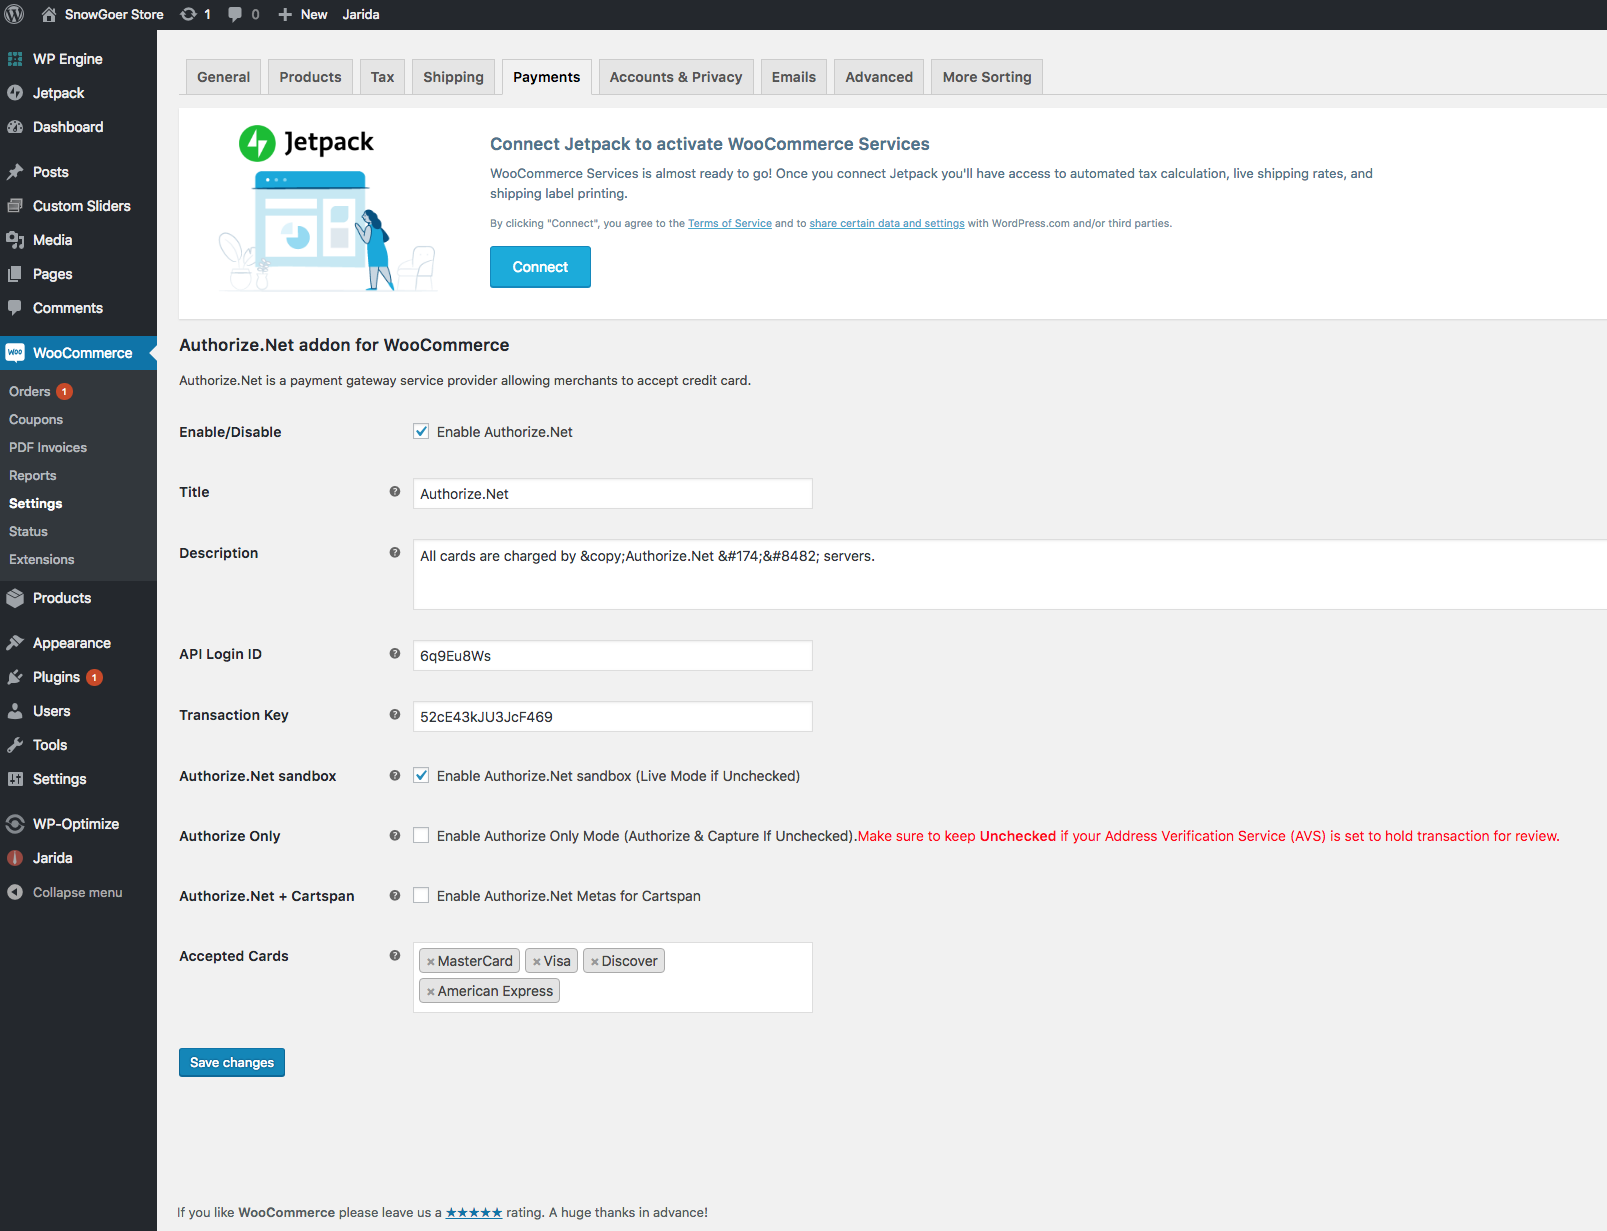 SnowGoer Store 1 0 New Jarida
WP Engine
Jetpack
Dashboard
Posts
Custom Sliders
Media
Pages
Comments
Woo WooCommerce
Orders 1
Coupons
PDF Invoices
Reports
Settings
Status
Extensions
Products
Appearance
Plugins 1
Users
Tools
Settings
WP-Optimize
Jarida
Collapse menu
General Products Tax Shipping Payments Accounts & Privacy Emails Advanced More Sorting
Jetpack
Connect Jetpack to activate WooCommerce Services
WooCommerce Services is almost ready to go! Once you connect Jetpack you'll have access to automated tax calculation, live shipping rates, and
shipping label printing.
By clicking "Connect", you agree to the Terms of Service and to share certain data and settings with WordPress.com and/or third parties.
Connect
Authorize.Net addon for WooCommerce
Authorize.Net is a payment gateway service provider allowing merchants to accept credit card.
Enable/Disable Enable Authorize.Net
Title ? Authorize.Net
Description ? All cards are charged by &copy;Authorize.Net &#174;&#8482; servers.
API Login ID ? 6q9Eu8Ws
Transaction Key ? 52cE43kJU3JcF469
Authorize.Net sandbox ? Enable Authorize.Net sandbox (Live Mode if Unchecked)
Authorize Only ? Enable Authorize Only Mode (Authorize & Capture If Unchecked).Make sure to keep Unchecked if your Address Verification Service (AVS) is set to hold transaction for review.
Authorize.Net + Cartspan ? Enable Authorize.Net Metas for Cartspan
Accepted Cards ? ×MasterCard ×Visa ×Discover
×American Express
Save changes
If you like WooCommerce please leave us a ★★★★★ rating. A huge thanks in advance!